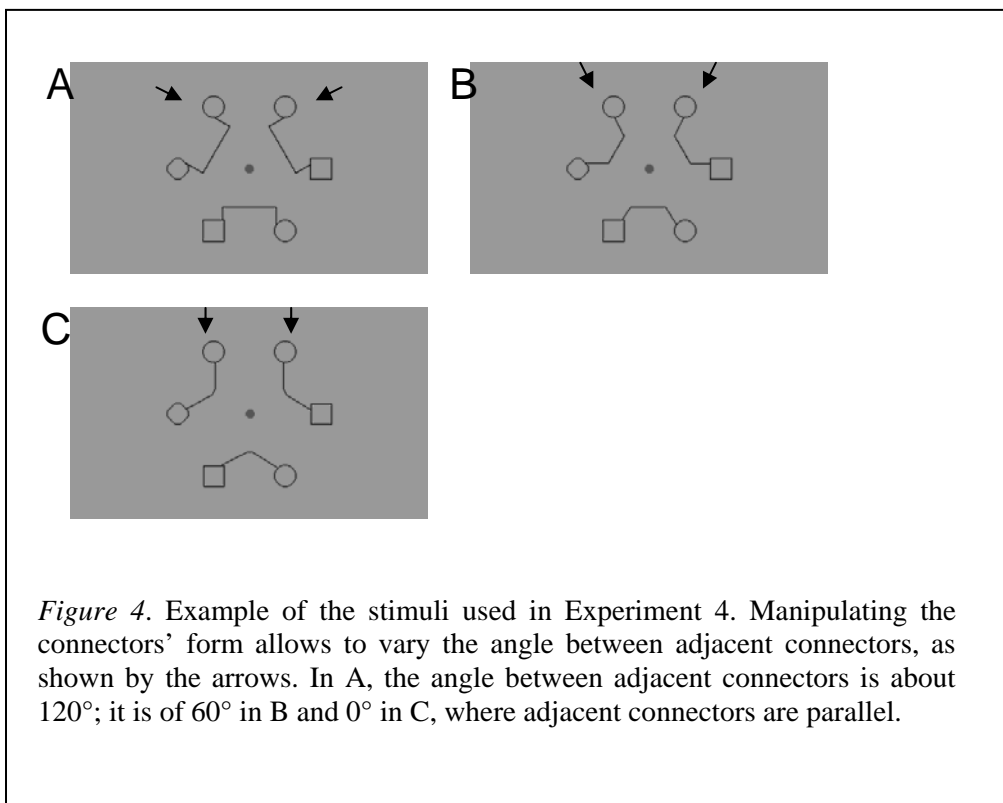 A
B
C
Figure 4. Example of the stimuli used in Experiment 4. Manipulating the
connectors’ form allows to vary the angle between adjacent connectors, as
shown by the arrows. In A, the angle between adjacent connectors is about
120°; it is of 60° in B and 0° in C, where adjacent connectors are parallel.